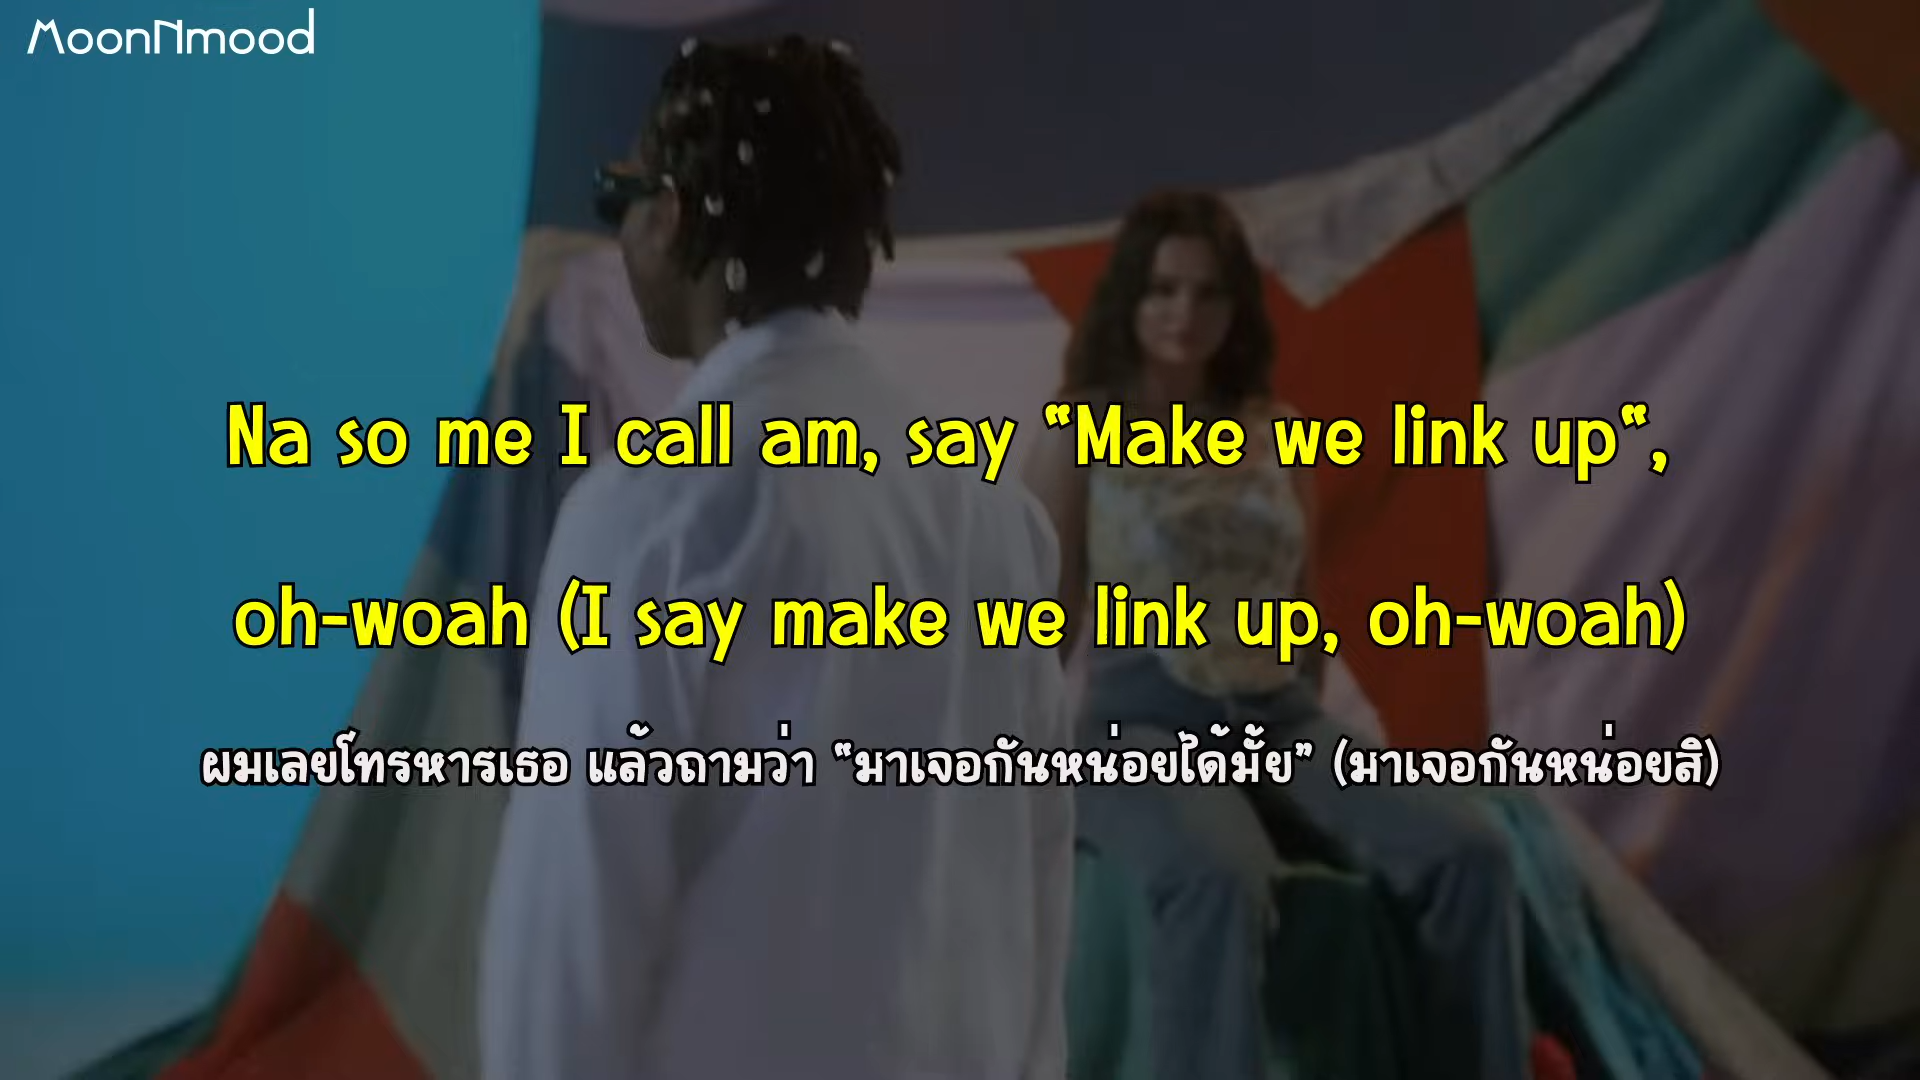 MoonNmood
Na so me I call am, say “Make we link up“,
oh-woah (I say make we link up, oh-woah)
ผมเลยโทรหารเธอ แล้วถามว่า “มาเจอกันหน่อยได้มั้ย” (มาเจอกันหน่อยสิ)